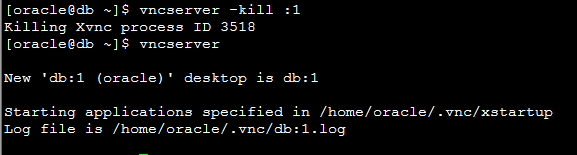 [oracle@db ~]$ vncserver -kill :1
Killing Xvnc process ID 3518
[oracle@db ~]$ vncserver
New 'db:1 (oracle)' desktop is db:1
Starting applications specified in /home/oracle/.vnc/xstartup
Log file is /home/oracle/.vnc/db:1.log